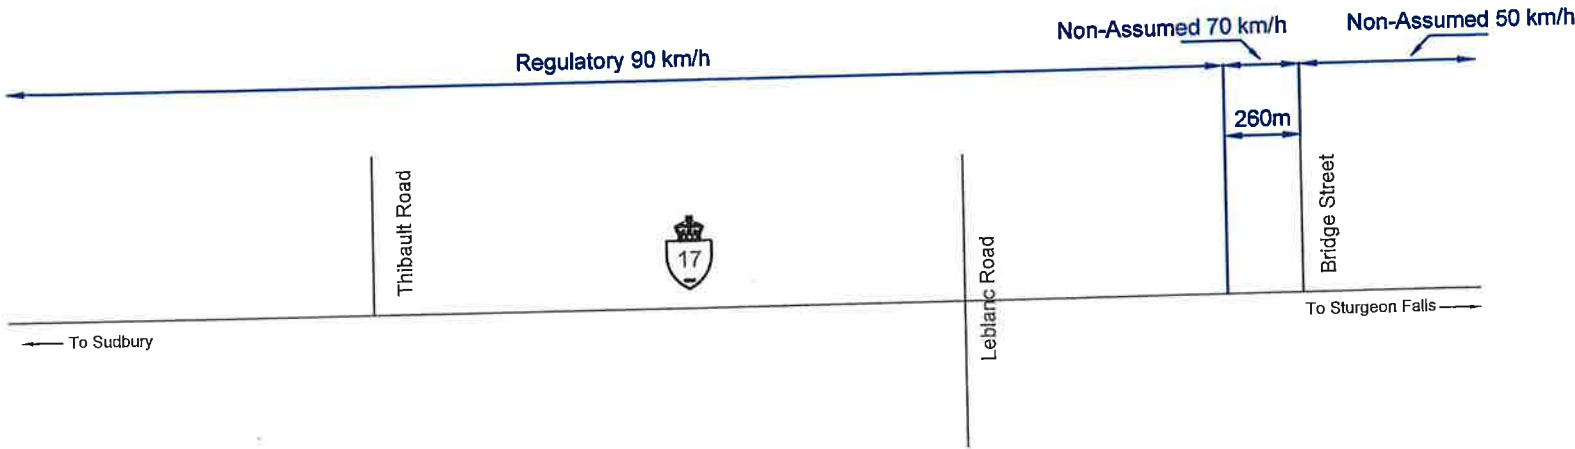 Non-Assumed 70 km/h
Non-Assumed 50 km/h
Regulatory 90 km/h
260m
Thibault Road
17
Leblanc Road
Bridge Street
To Sudbury
To Sturgeon Falls